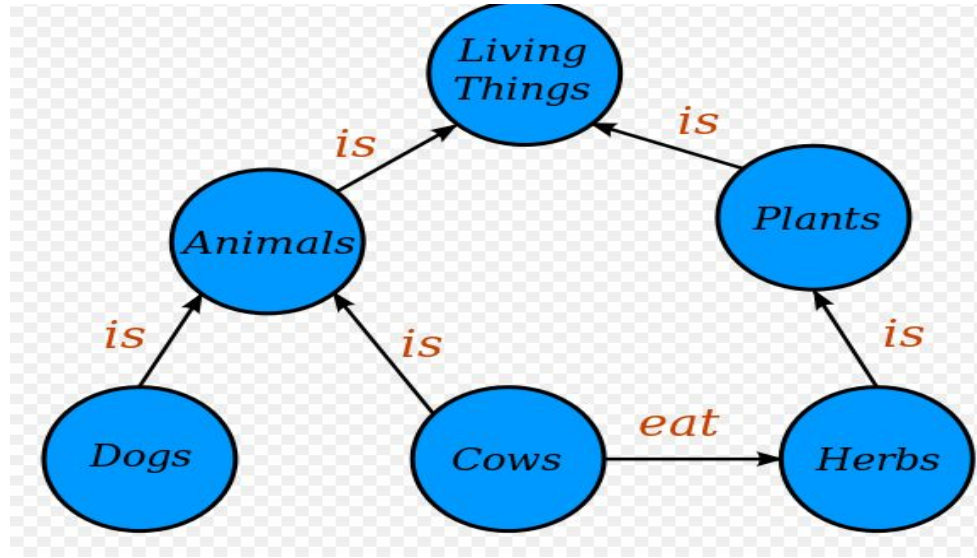 Living
Things
is
is
Animals
Plants
is
is
is
Dogs
Cows
eat
Herbs